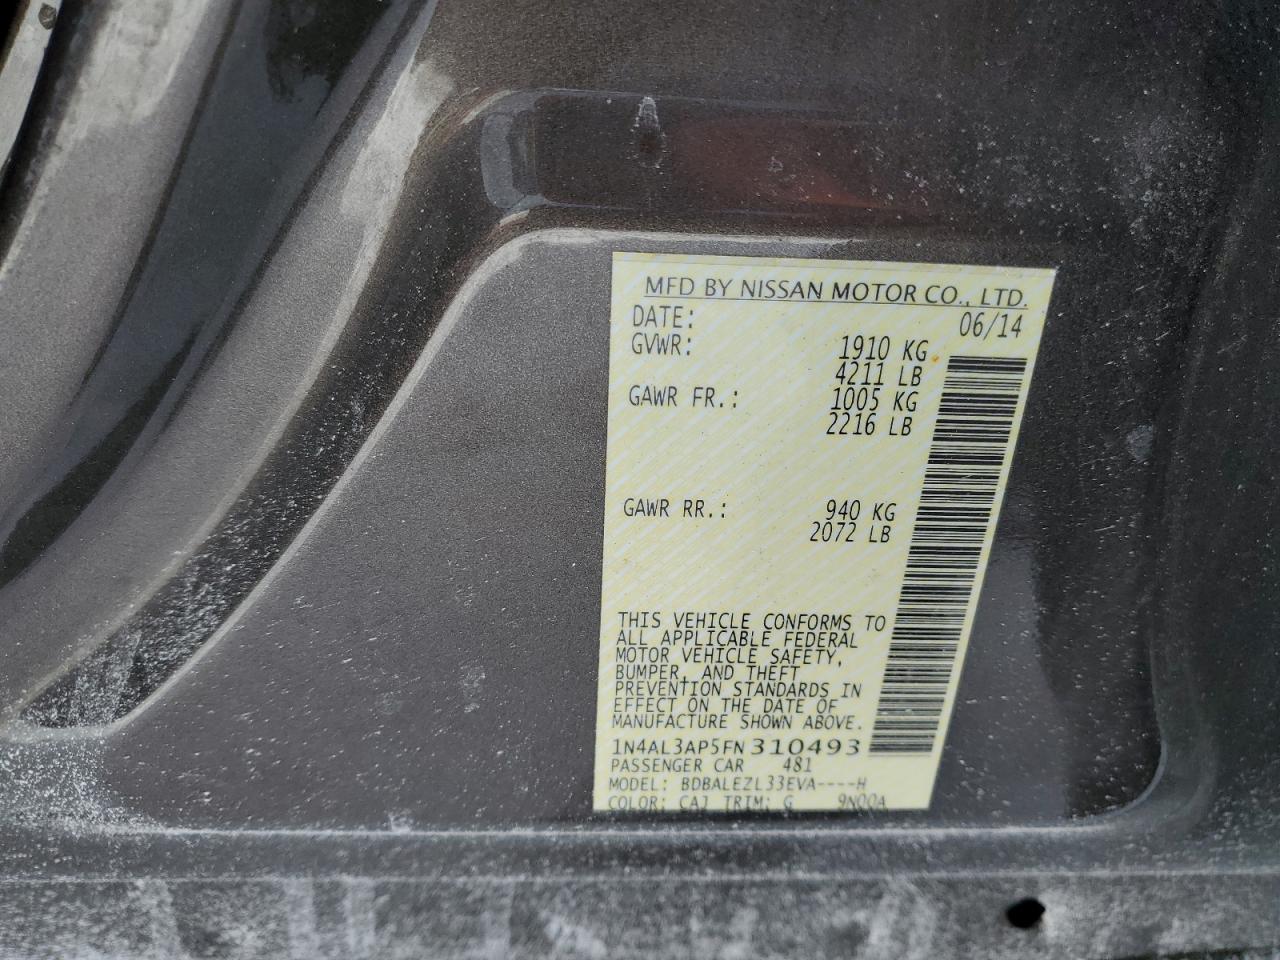 MFD BY NISSAN MOTOR CO., LTD.
DATE: 06/14
GVWR: 1910 KG
4211 LB
GAWR FR.: 1005 KG
2216 LB
GAWR RR.: 940 KG
2072 LB
THIS VEHICLE CONFORMS TO
ALL APPLICABLE FEDERAL
MOTOR VEHICLE SAFETY,
BUMPER, AND THEFT
PREVENTION STANDARDS IN
EFFECT ON THE DATE OF
MANUFACTURE SHOWN ABOVE.
1N4AL3AP5FN310493
PASSENGER CAR 481
MODEL: BDBALEZL33EVA----H
COLOR: CAJ TRIM: G 9N00A